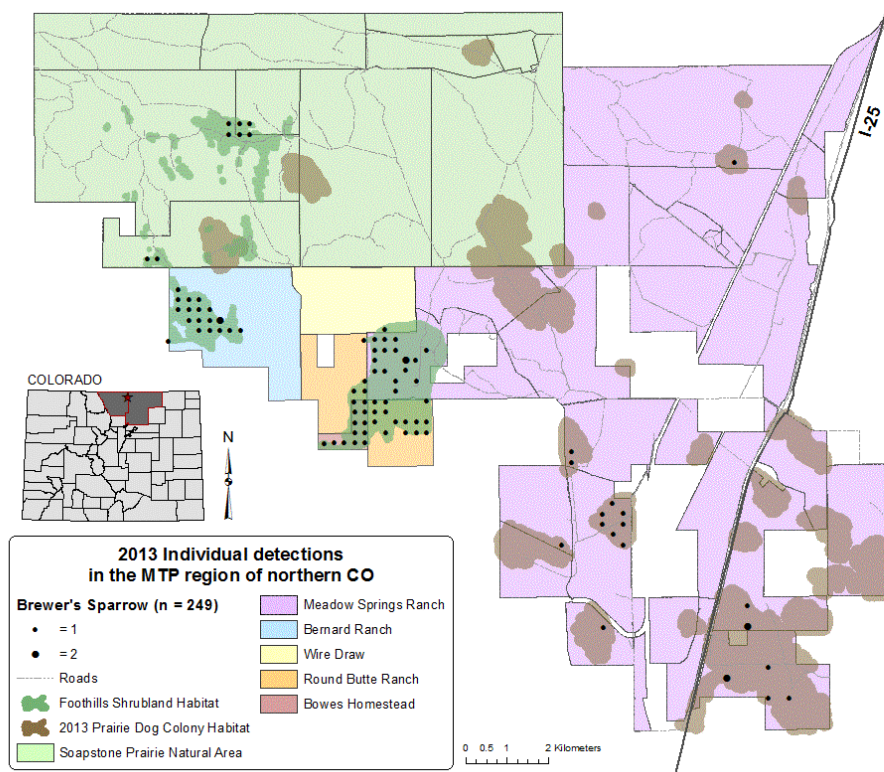 I-25
COLORADO
N
2013 Individual detections
in the MTP region of northern CO
Brewer's Sparrow (n = 249)
= 1
= 2
Roads
Foothills Shrubland Habitat
2013 Prairie Dog Colony Habitat
Soapstone Prairie Natural Area
Meadow Springs Ranch
Bernard Ranch
Wire Draw
Round Butte Ranch
Bowes Homestead
0 0.5 1 2 Kilometers